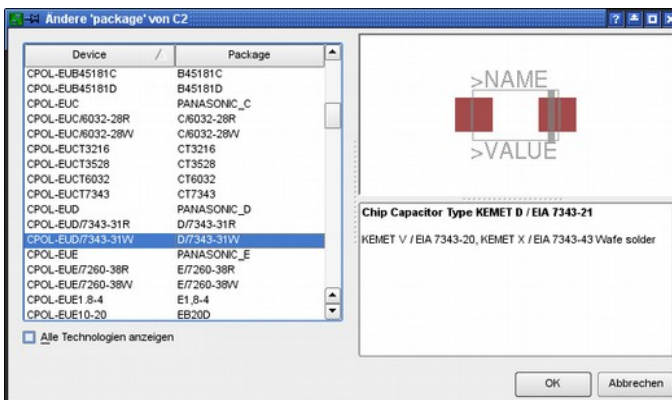 Ändere 'package' von C2
Device Package
CPOL-EUB45181C B45181C
CPOL-EUB45181D B45181D
CPOL-EUC PANASONIC_C
CPOL-EUC/6032-28R C/6032-28R
CPOL-EUC/6032-28W C/6032-28W
CPOL-EUCT3216 CT3216
CPOL-EUCT3528 CT3528
CPOL-EUCT6032 CT6032
CPOL-EUCT7343 CT7343
CPOL-EUD PANASONIC_D
CPOL-EUD/7343-31R D/7343-31R
CPOL-EUD/7343-31W D/7343-31W
CPOL-EUE PANASONIC_E
CPOL-EUE/7260-38R E/7260-38R
CPOL-EUE/7260-38W E/7260-38W
CPOL-EUE1.8-4 E1,8-4
CPOL-EUE10-20 EB20D
Alle Technologien anzeigen
>NAME
>VALUE
Chip Capacitor Type KEMET D / EIA 7343-21
KEMET V / EIA 7343-20, KEMET X / EIA 7343-43 Wafe solder
OK Abbrechen